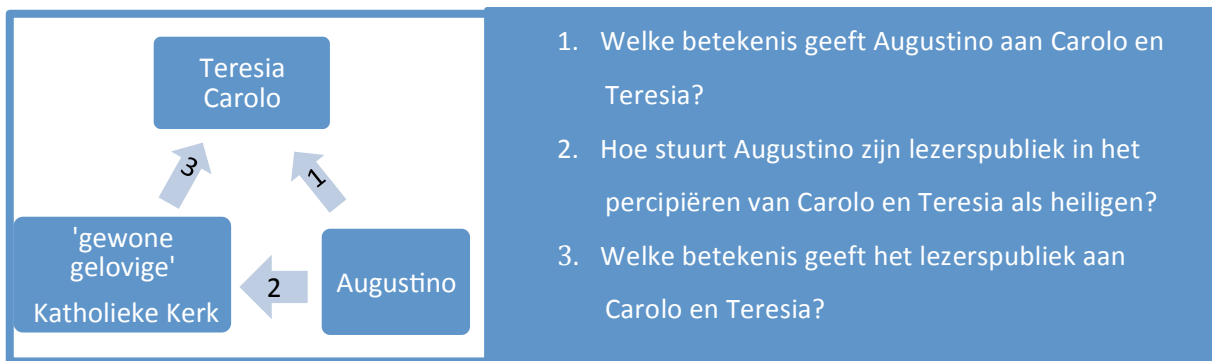 Teresia
Carolo
3
1
'gewone
gelovige'
Katholieke Kerk
2
Augustino
1. Welke betekenis geeft Augustino aan Carolo en
Teresia?
2. Hoe stuurt Augustino zijn lezerspubliek in het
percipiëren van Carolo en Teresia als heiligen?
3. Welke betekenis geeft het lezerspubliek aan
Carolo en Teresia?